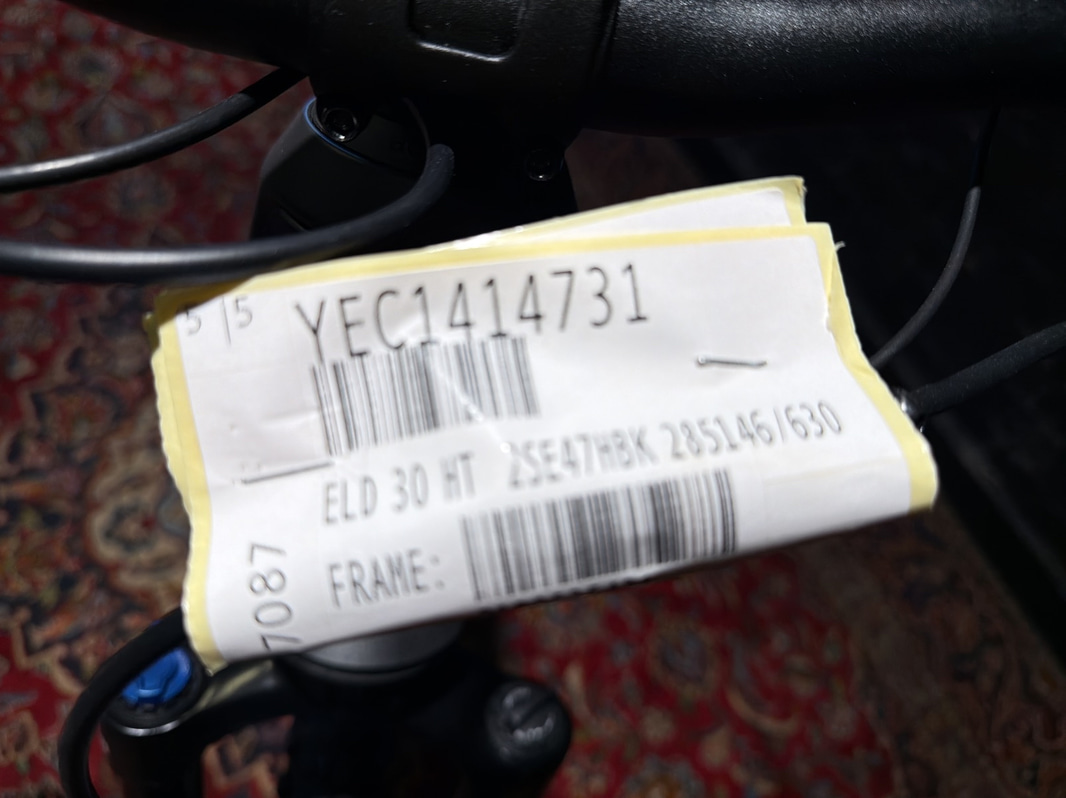 5/5
YEC1414731
ELD 30 HT 2SE47HBK 285146/630
FRAME:
7087